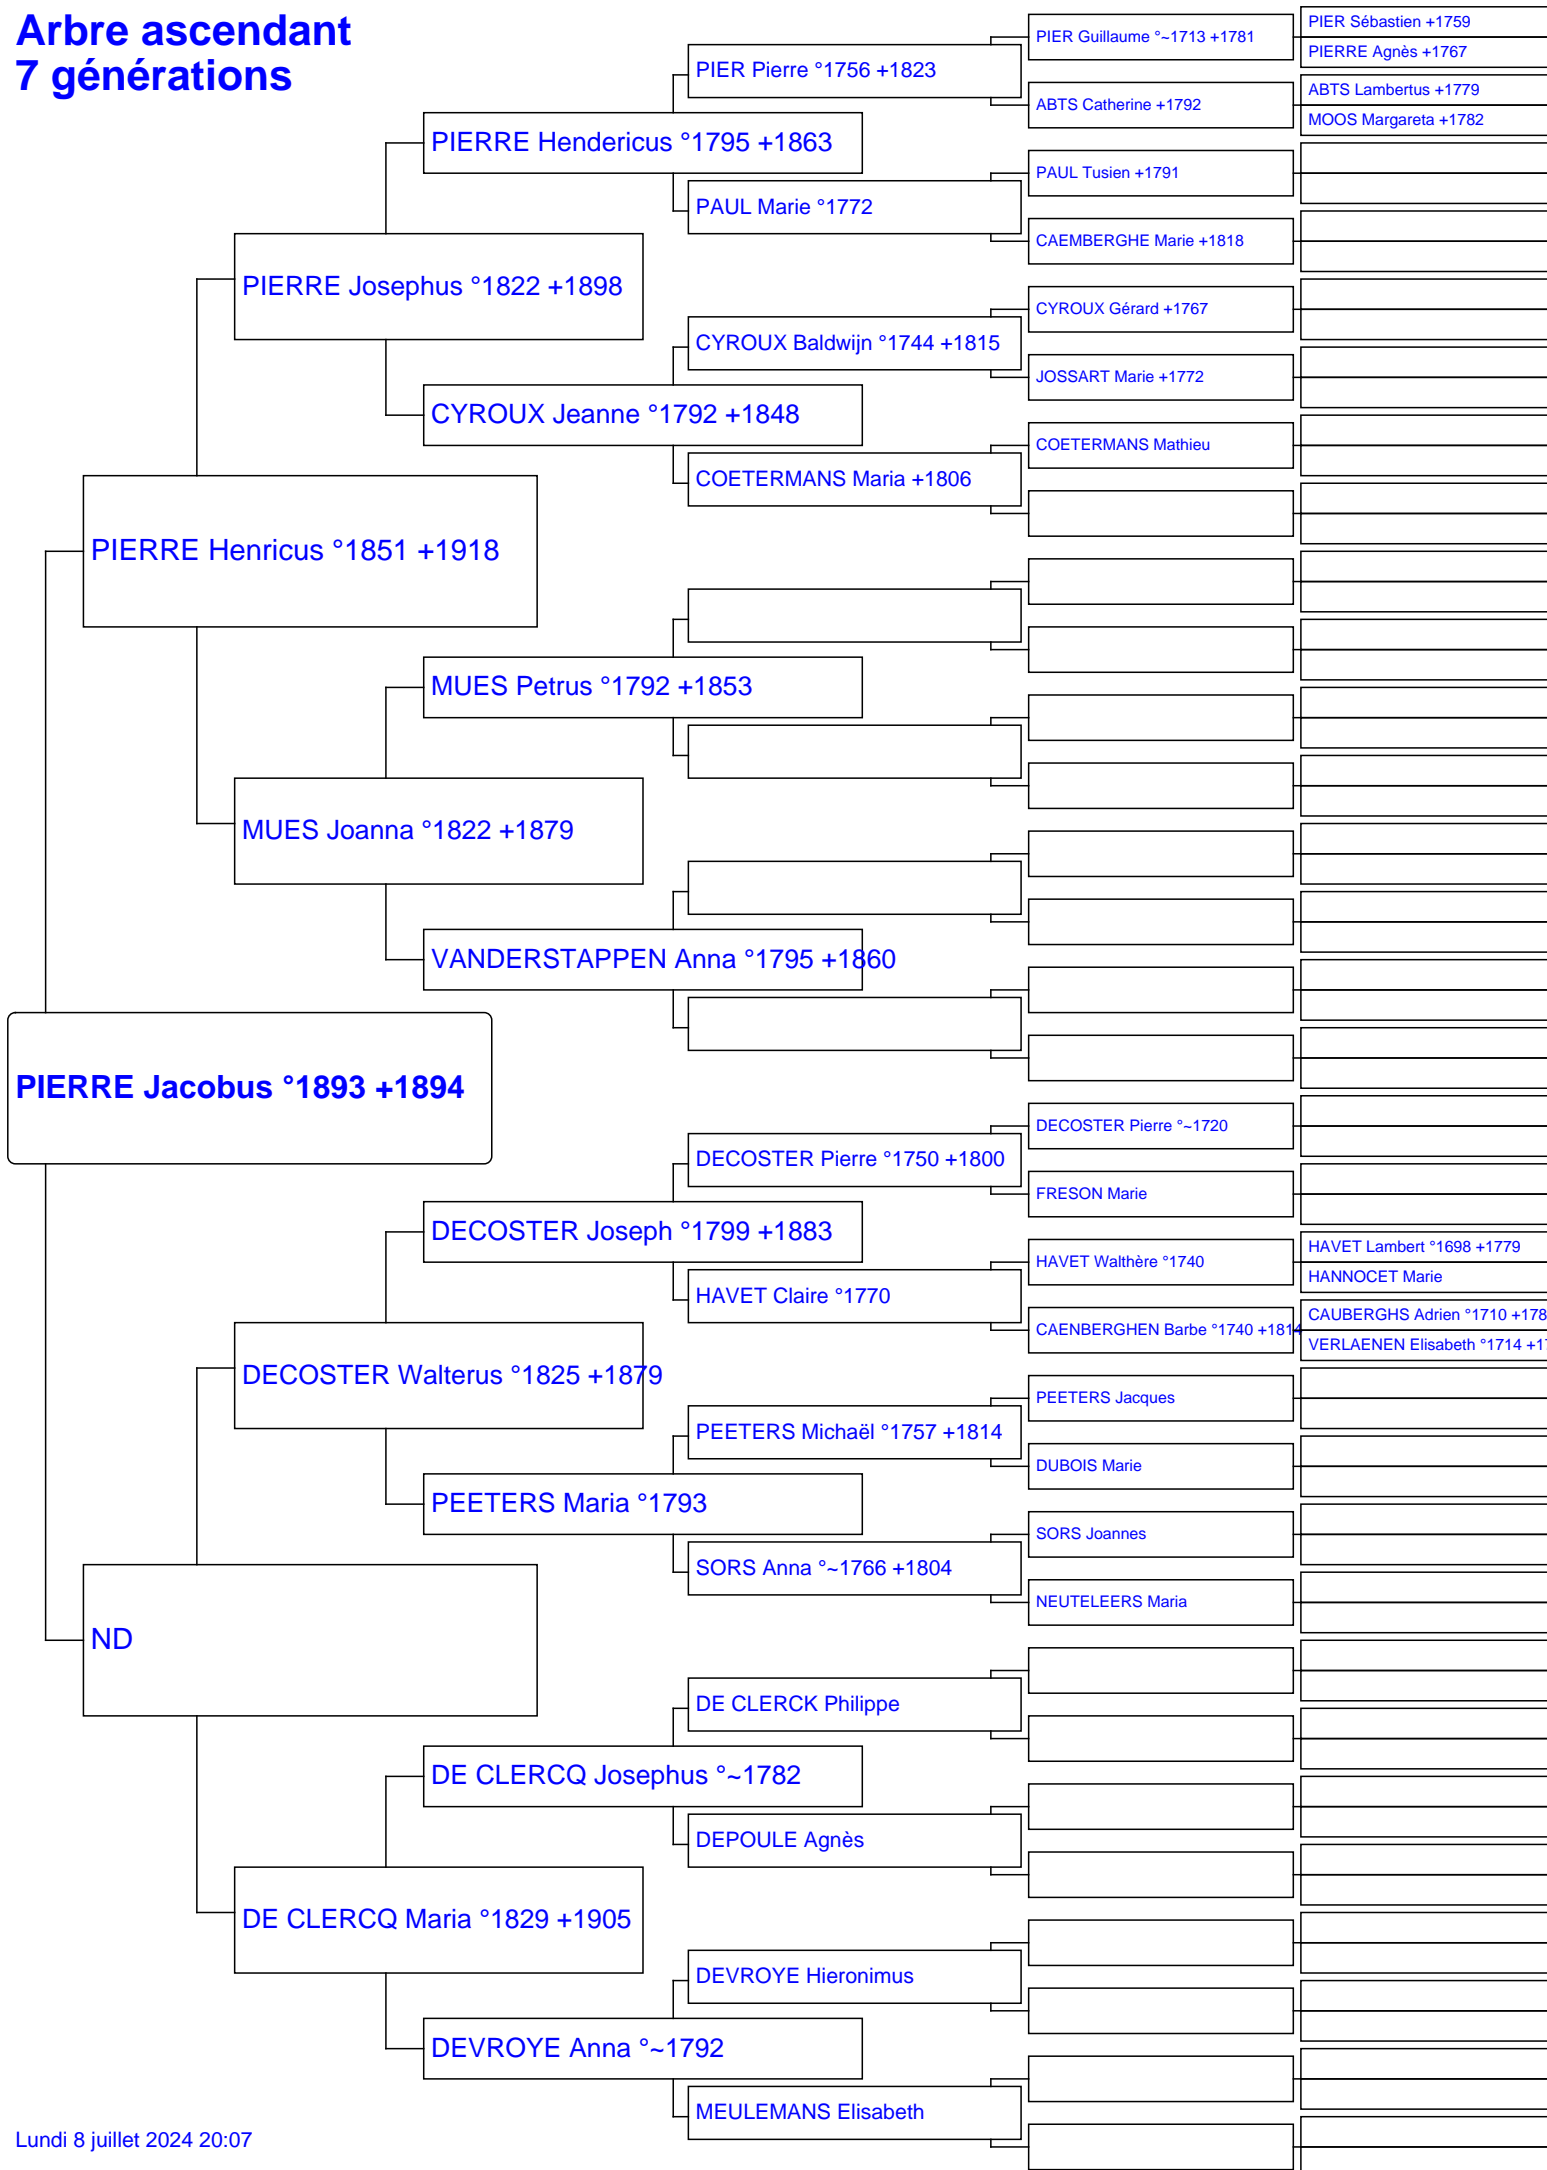 Arbre ascendant
7 générations
PIERRE Jacobus °1893 +1894
PIERRE Henricus °1851 +1918
ND
PIERRE Josephus °1822 +1898
MUES Joanna °1822 +1879
DECOSTER Walterus °1825 +1879
DE CLERCQ Maria °1829 +1905
PIERRE Hendericus °1795 +1863
CYROUX Jeanne °1792 +1848
MUES Petrus °1792 +1853
VANDERSTAPPEN Anna °1795 +1860
DECOSTER Joseph °1799 +1883
PEETERS Maria °1793
DE CLERCQ Josephus °~1782
DEVROYE Anna °~1792
PIER Pierre °1756 +1823
PAUL Marie °1772
CYROUX Baldwijn °1744 +1815
COETERMANS Maria +1806
DECOSTER Pierre °1750 +1800
HAVET Claire °1770
PEETERS Michaël °1757 +1814
SORS Anna °~1766 +1804
DE CLERCK Philippe
DEPOULE Agnès
DEVROYE Hieronimus
MEULEMANS Elisabeth
PIER Guillaume °~1713 +1781
ABTS Catherine +1792
PAUL Tusien +1791
CAEMBERGHE Marie +1818
CYROUX Gérard +1767
JOSSART Marie +1772
COETERMANS Mathieu
DECOSTER Pierre °~1720
FRESON Marie
HAVET Walthère °1740
CAENBERGHEN Barbe °1740 +1814
PEETERS Jacques
DUBOIS Marie
SORS Joannes
NEUTELEERS Maria
PIER Sébastien +1759
PIERRE Agnès +1767
ABTS Lambertus +1779
MOOS Margareta +1782
HAVET Lambert °1698 +1779
HANNOCET Marie
CAUBERGHS Adrien °1710 +178
VERLAENEN Elisabeth °1714 +1
Lundi 8 juillet 2024 20:07